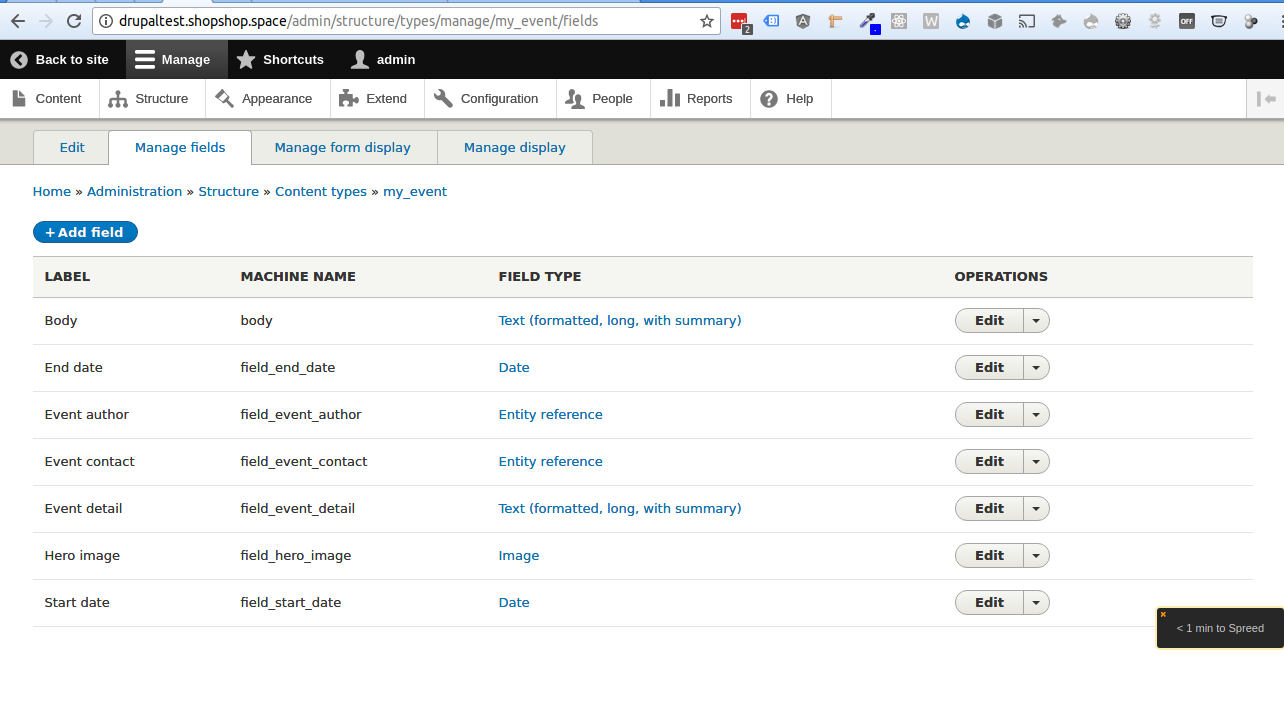 drupaltest.shopshop.space/admin/structure/types/manage/my_event/fields
2
OFF
Back to site Manage Shortcuts admin
Content Structure Appearance Extend Configuration People Reports Help
Edit Manage fields Manage form display Manage display
Home » Administration » Structure » Content types » my_event
+ Add field
LABEL MACHINE NAME FIELD TYPE OPERATIONS
Body body Text (formatted, long, with summary) Edit
End date field_end_date Date Edit
Event author field_event_author Entity reference Edit
Event contact field_event_contact Entity reference Edit
Event detail field_event_detail Text (formatted, long, with summary) Edit
Hero image field_hero_image Image Edit
Start date field_start_date Date Edit
< 1 min to Spreed